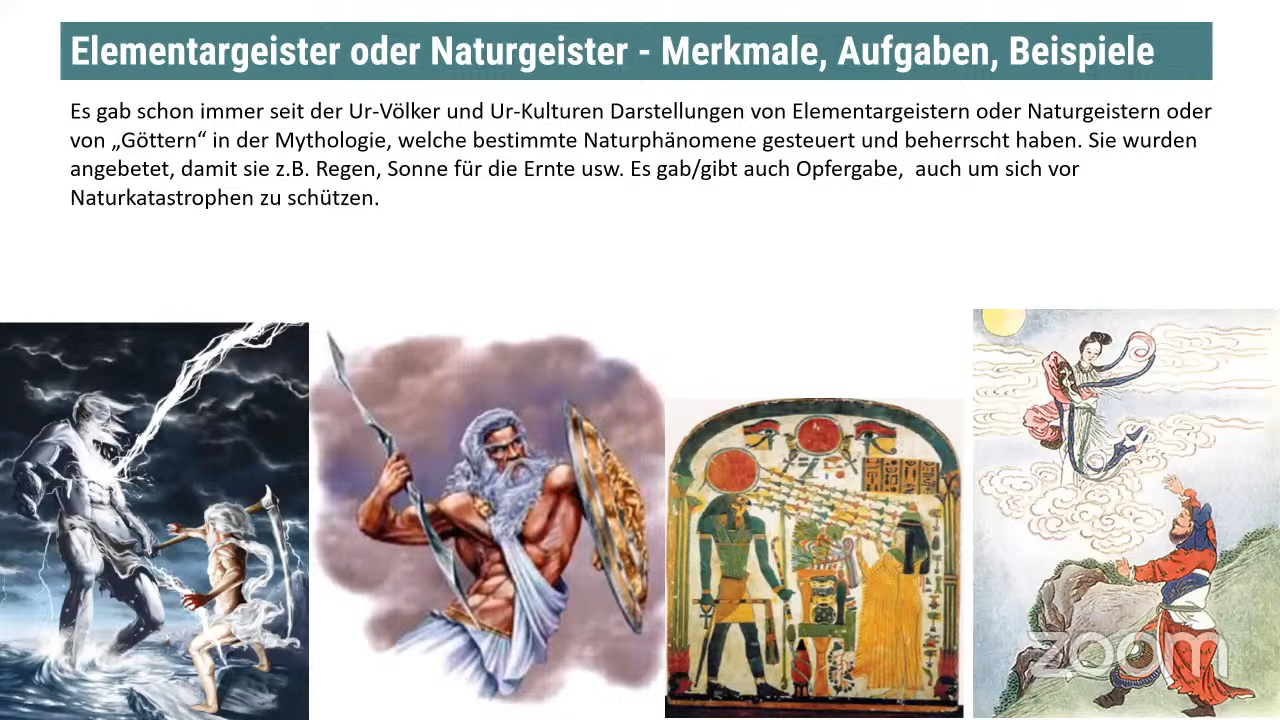 Elementargeister oder Naturgeister - Merkmale, Aufgaben, Beispiele
Es gab schon immer seit der Ur-Völker und Ur-Kulturen Darstellungen von Elementargeistern oder Naturgeistern oder
von „Göttern“ in der Mythologie, welche bestimmte Naturphänomene gesteuert und beherrscht haben. Sie wurden
angebetet, damit sie z.B. Regen, Sonne für die Ernte usw. Es gab/gibt auch Opfergabe,  auch um sich vor
Naturkatastrophen zu schützen.
zoom